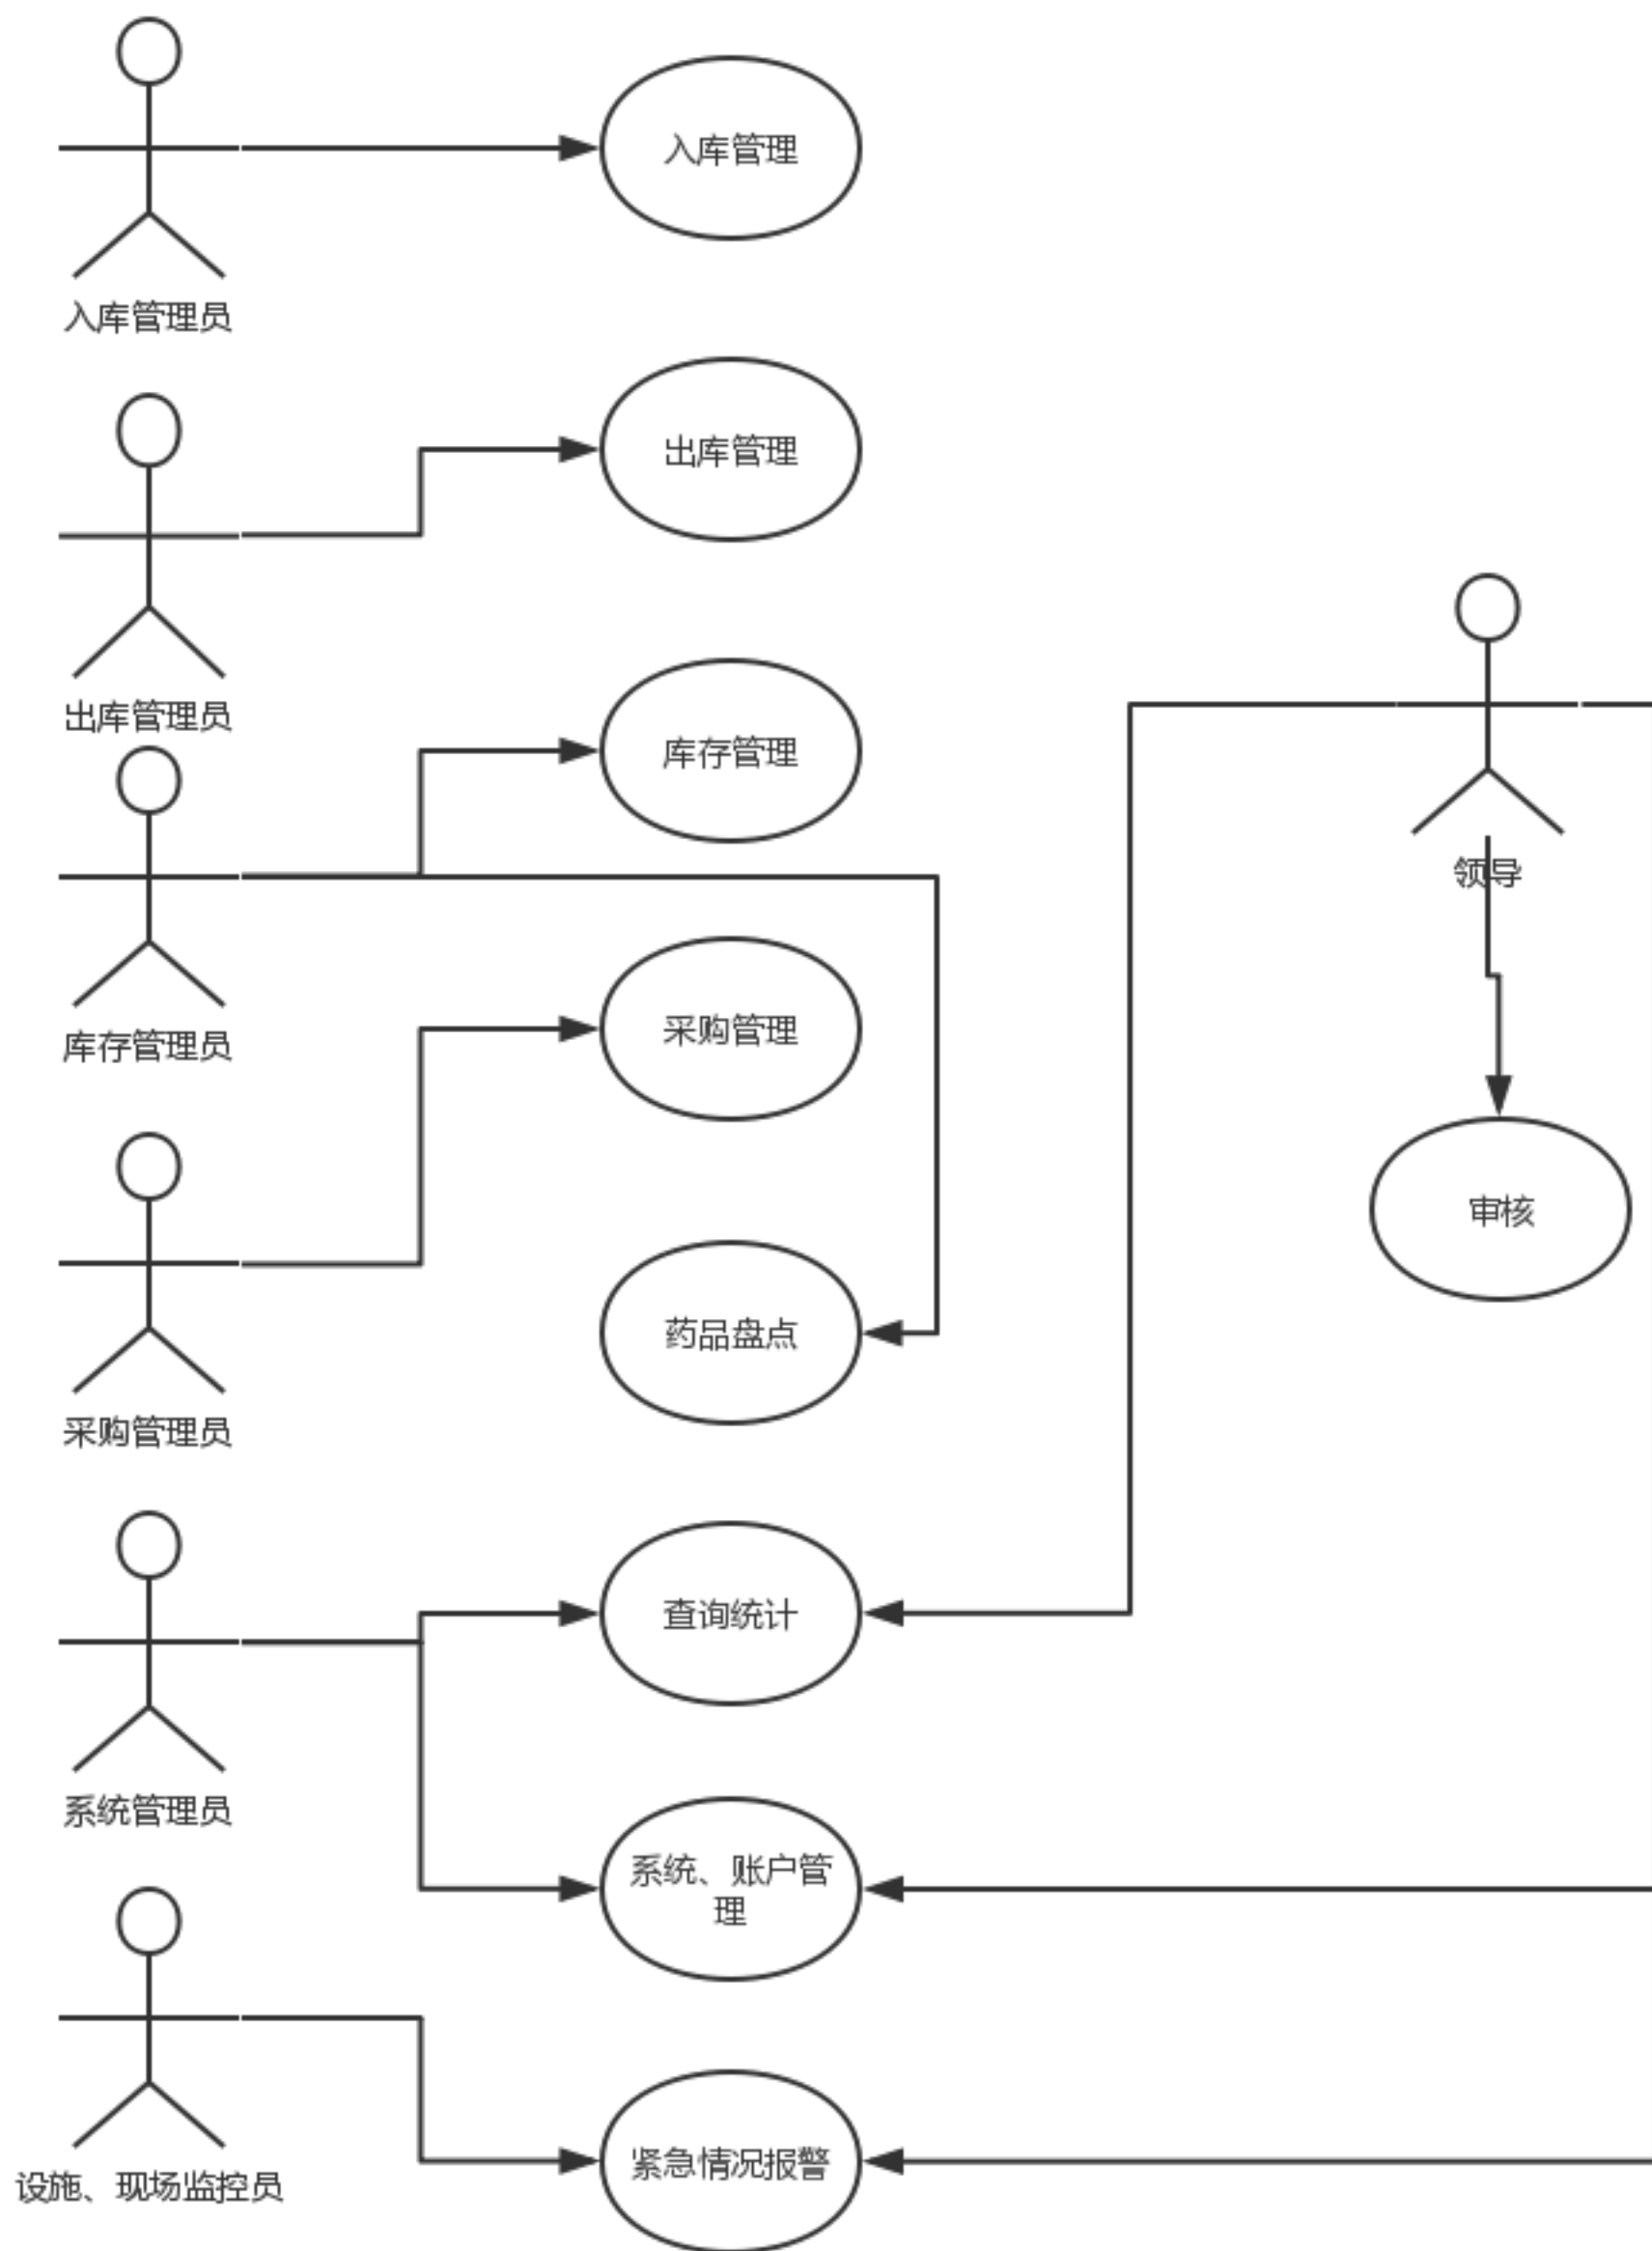 入库管理
入库管理员
出库管理
出库管理员
库存管理
领导
采购管理
库存管理员
审核
药品盘点
采购管理员
查询统计
系统管理员
系统、账户管
理
紧急情况报警
设施、现场监控员